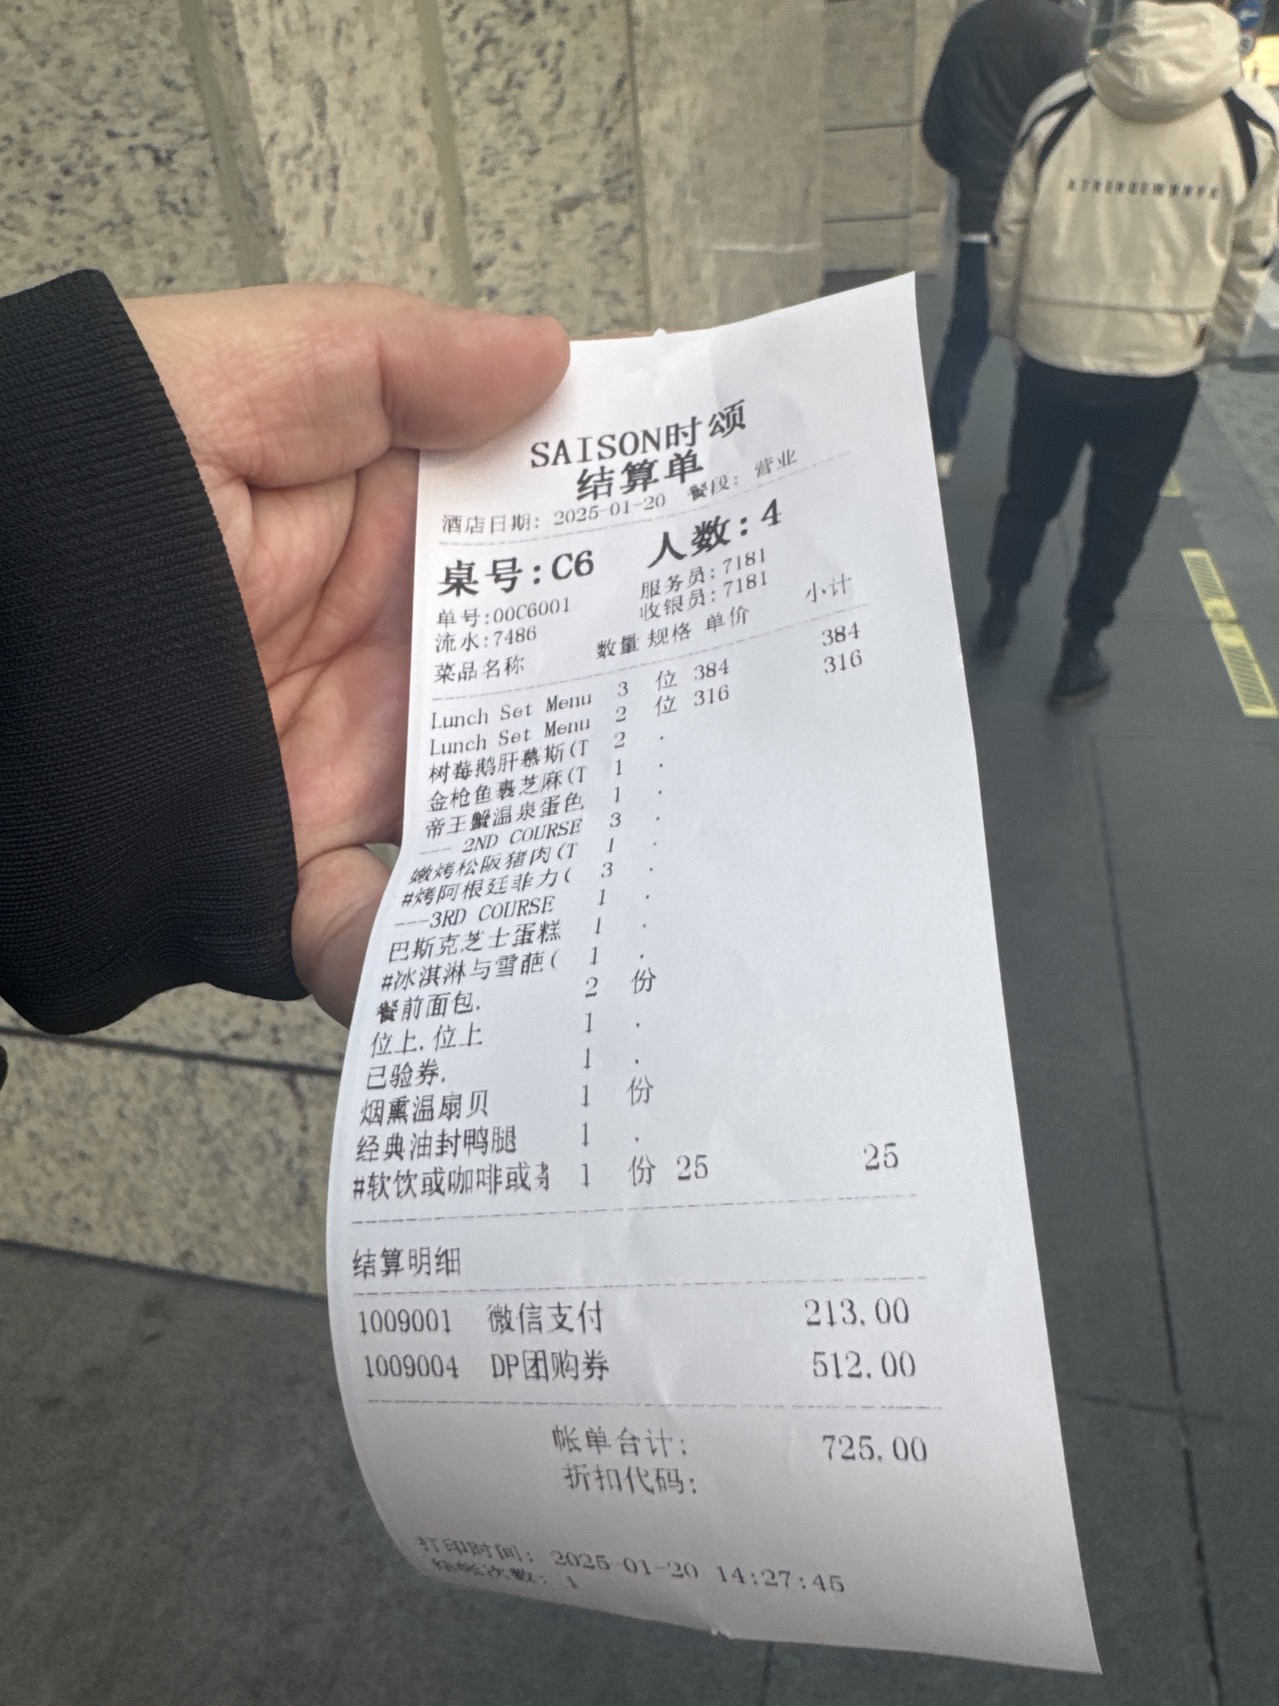 SAISON时颂
结算单
酒店日期: 2025-01-20 餐段: 营业
桌号:C6 人数:4
单号:00C6001 服务员:7181
流水:7486 收银员:7181
菜品名称 数量 规格 单价 小计
Lunch Set Menu 3 位 384 384
Lunch Set Menu 2 位 316 316
树莓鹅肝慕斯(T 2 .
金枪鱼裹芝麻(T 1 .
帝王蟹温泉蛋色 1 .
--- 2ND COURSE 3 .
嫩烤松阪猪肉(T 1 .
#烤阿根廷菲力( 3 .
---3RD COURSE 1 .
巴斯克芝士蛋糕 1 .
#冰淇淋与雪葩( 1 .
餐前面包. 2 份
位上.位上 1 .
已验券. 1 .
烟熏温扇贝 1 份
经典油封鸭腿 1 .
#软饮或咖啡或 1 份 25 25
结算明细
1009001 微信支付 213.00
1009004 DP团购券 512.00
帐单合计: 725.00
折扣代码:
打印时间: 2025-01-20 14:27:45
结帐次数: 1